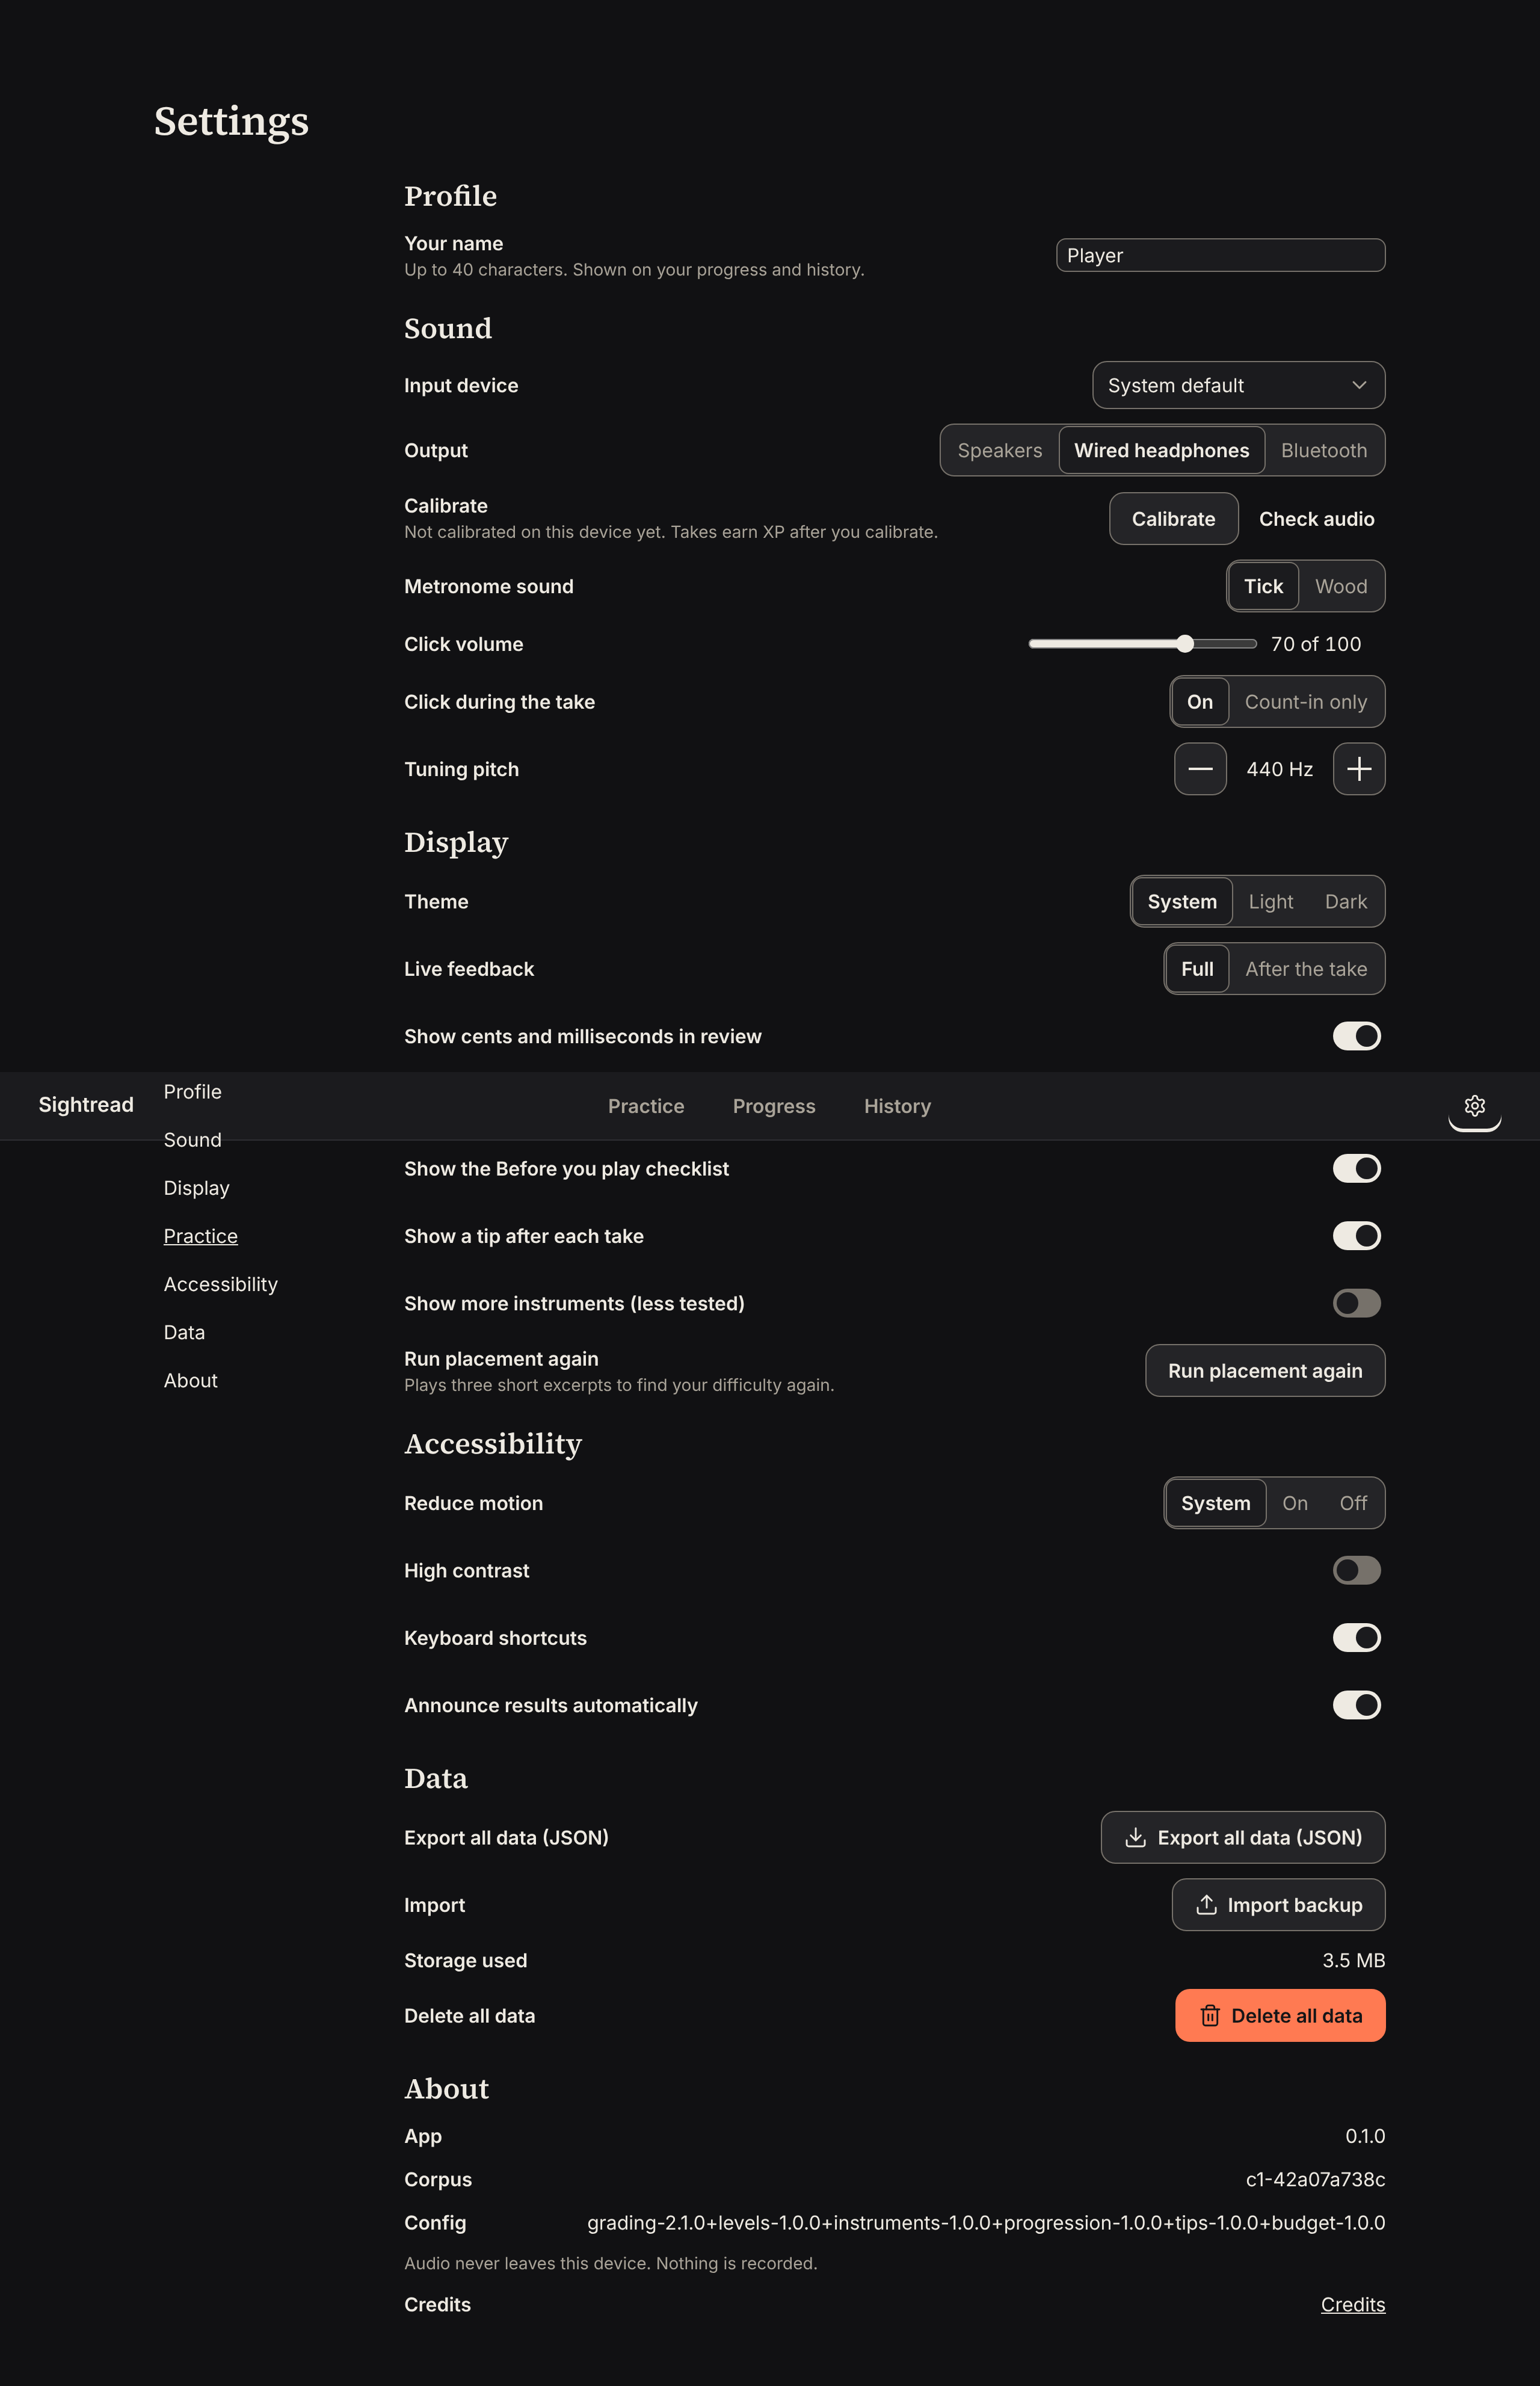 Settings
Profile
Your name
Up to 40 characters. Shown on your progress and history.
Player
Sound
Input device
System default
Output
Speakers
Wired headphones
Bluetooth
Calibrate
Not calibrated on this device yet. Takes earn XP after you calibrate.
Calibrate
Check audio
Metronome sound
Tick
Wood
Click volume
70 of 100
Click during the take
On
Count-in only
Tuning pitch
440 Hz
Display
Theme
System
Light
Dark
Live feedback
Full
After the take
Show cents and milliseconds in review
Sightread
Practice
Progress
History
Profile
Sound
Display
Practice
Accessibility
Data
About
Show the Before you play checklist
Show a tip after each take
Show more instruments (less tested)
Run placement again
Plays three short excerpts to find your difficulty again.
Run placement again
Accessibility
Reduce motion
System
On
Off
High contrast
Keyboard shortcuts
Announce results automatically
Data
Export all data (JSON)
Export all data (JSON)
Import
Import backup
Storage used
3.5 MB
Delete all data
Delete all data
About
App
0.1.0
Corpus
c1-42a07a738c
Config
grading-2.1.0+levels-1.0.0+instruments-1.0.0+progression-1.0.0+tips-1.0.0+budget-1.0.0
Audio never leaves this device. Nothing is recorded.
Credits
Credits